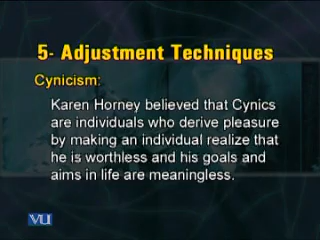 5- Adjustment Techniques
Cynicism:
Karen Horney believed that Cynics
are individuals who derive pleasure
by making an individual realize that
he is worthless and his goals and
aims in life are meaningless.
VU